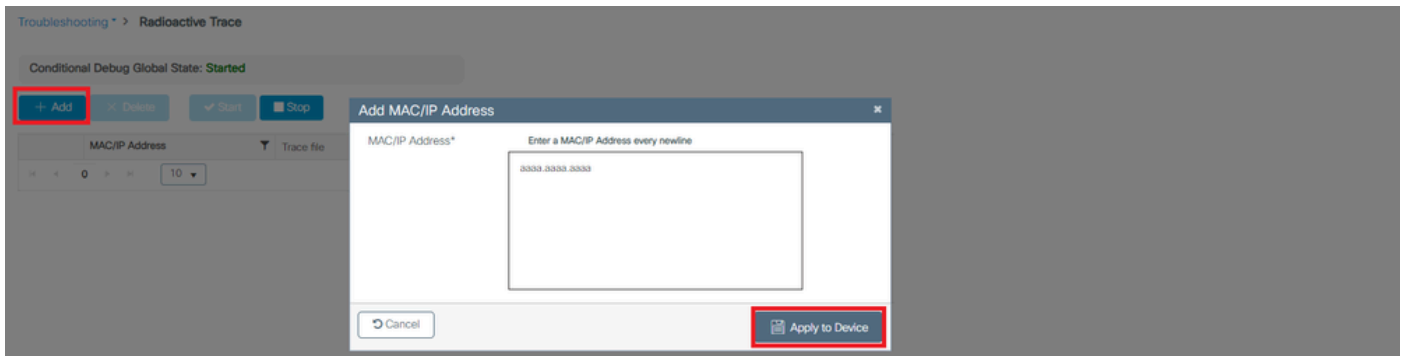 Troubleshooting > Radioactive Trace
Conditional Debug Global State: Started
+ Add × Delete ✓ Start Stop
MAC/IP Address Trace file
0 10
Add MAC/IP Address ×
MAC/IP Address* Enter a MAC/IP Address every newline
aaaa.aaaa.aaaa
Cancel Apply to Device